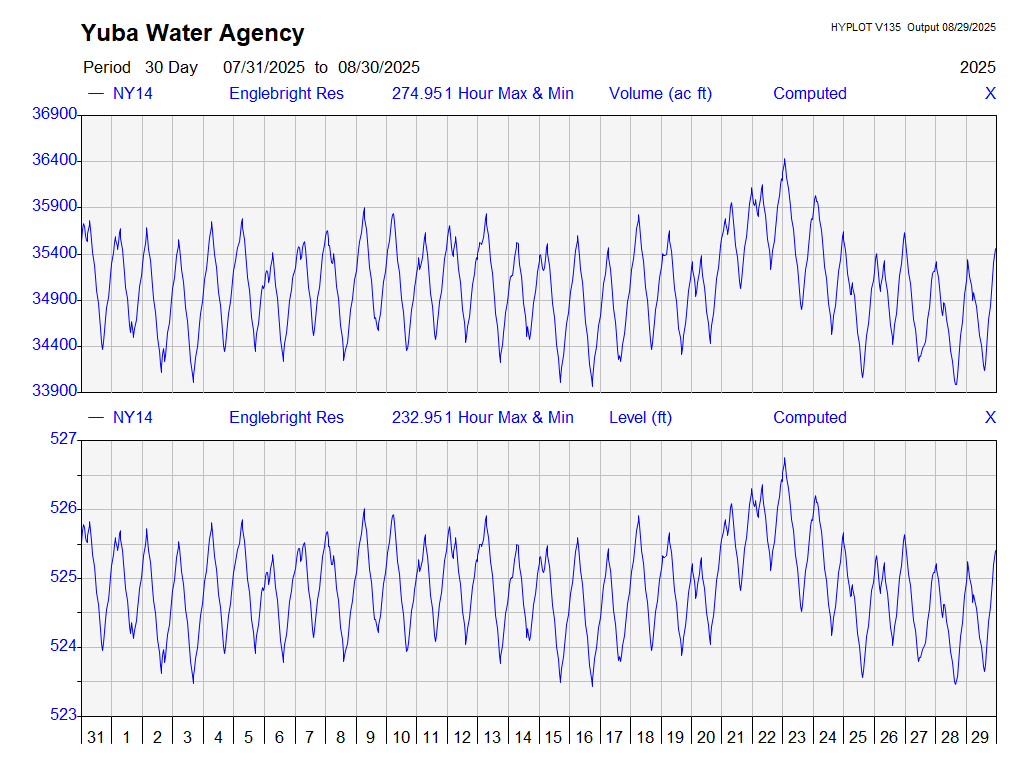 Yuba Water Agency
HYPLOT V135 Output 08/29/2025
Period 30 Day 07/31/2025 to 08/30/2025
2025
NY14 Englebright Res 274.951 Hour Max & Min Volume (ac ft) Computed X
36900
36400
35900
35400
34900
34400
33900
NY14 Englebright Res 232.951 Hour Max & Min Level (ft) Computed X
527
526
525
524
523
31 1 2 3 4 5 6 7 8 9 10 11 12 13 14 15 16 17 18 19 20 21 22 23 24 25 26 27 28 29